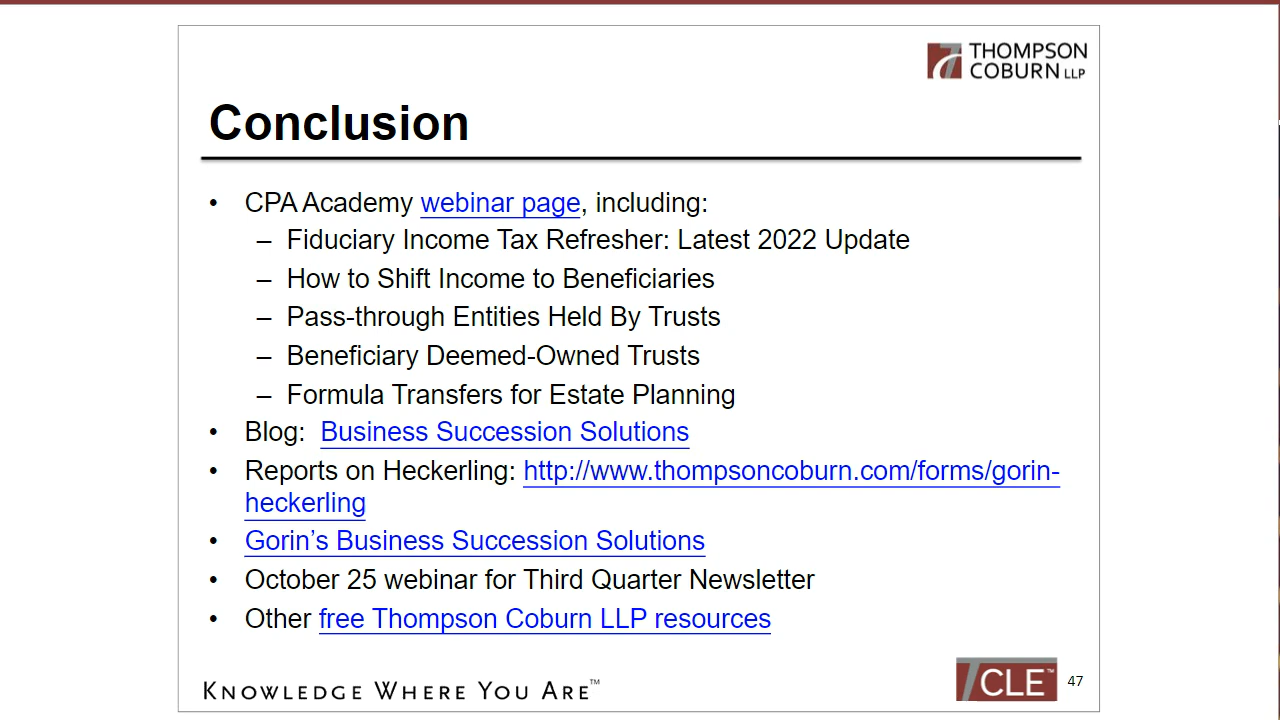 THOMPSON
COBURN LLP
Conclusion
• CPA Academy webinar page, including:
– Fiduciary Income Tax Refresher: Latest 2022 Update
– How to Shift Income to Beneficiaries
– Pass-through Entities Held By Trusts
– Beneficiary Deemed-Owned Trusts
– Formula Transfers for Estate Planning
• Blog:  Business Succession Solutions
• Reports on Heckerling: http://www.thompsoncoburn.com/forms/gorin-
heckerling
• Gorin’s Business Succession Solutions
• October 25 webinar for Third Quarter Newsletter
• Other free Thompson Coburn LLP resources
KNOWLEDGE WHERE YOU ARE™
TCLE™
47